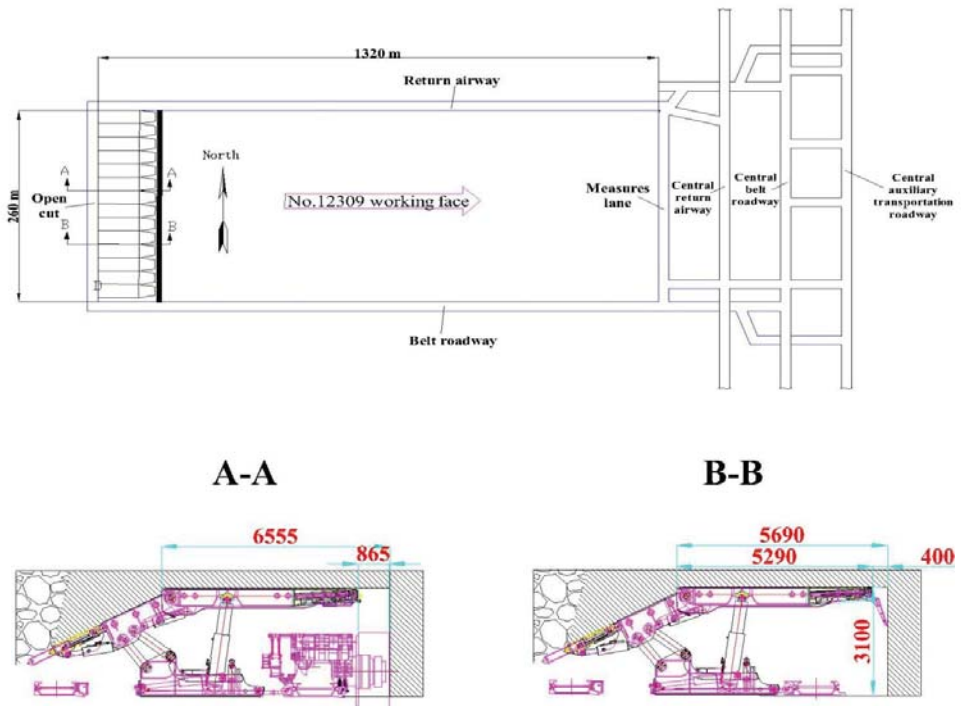 1320 m
Return airway
North
A
A
260 m
Open
cut
No.12309 working face
Measures
lane
Central
return
airway
Central
belt
roadway
Central
auxiliary
transportation
roadway
B
B
Belt roadway
A-A
B-B
6555
865
5690
5290
400
3100